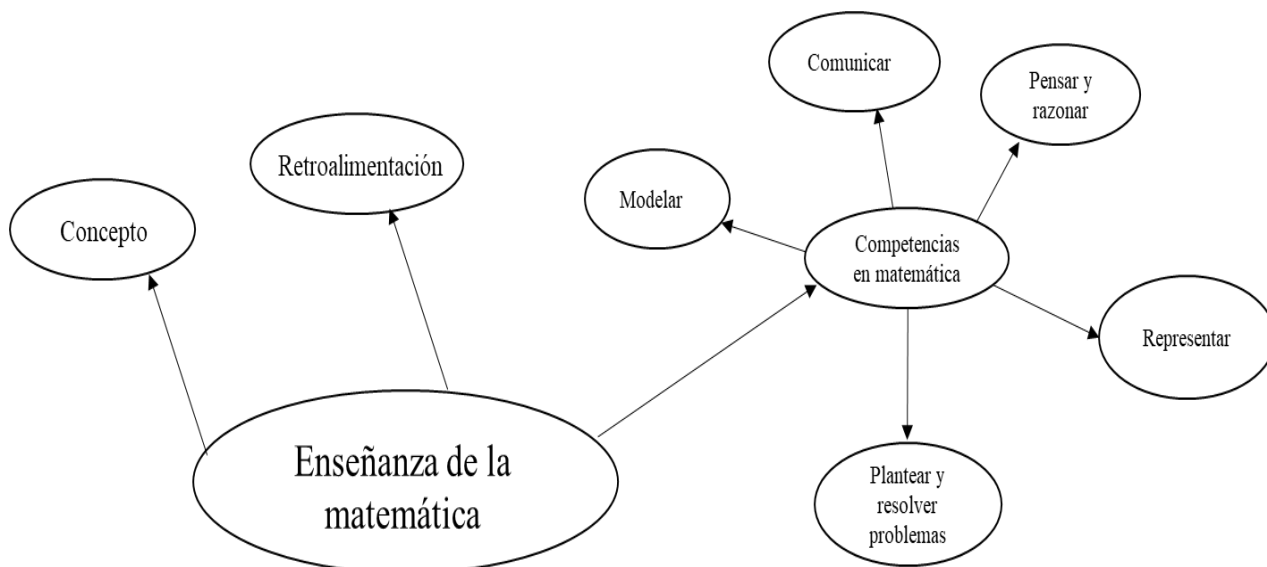 Comunicar
Pensar y
razonar
Retroalimentación
Concepto
Modelar
Competencias
en matemática
Representar
Enseñanza de la
matemática
Plantear y
resolver
problemas